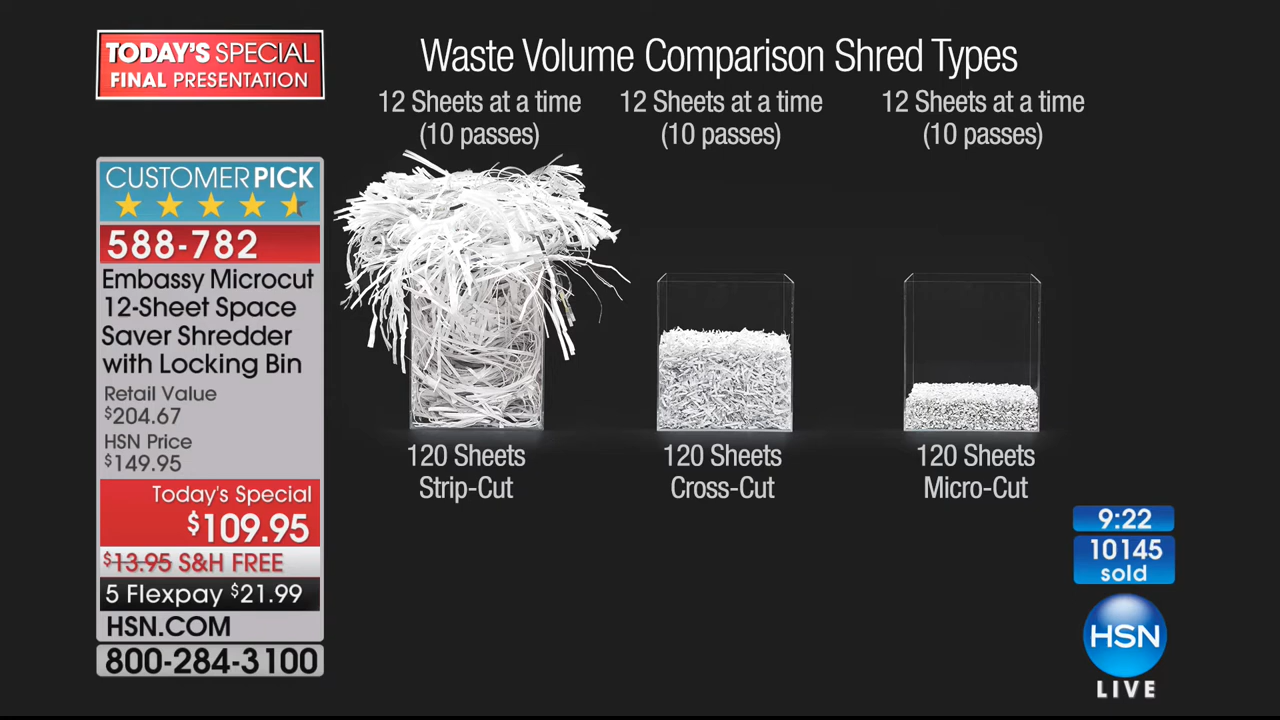 TODAY'S SPECIAL
FINAL PRESENTATION
CUSTOMER PICK
588-782
Embassy Microcut
12-Sheet Space
Saver Shredder
with Locking Bin
Retail Value
$204.67
HSN Price
$149.95
Today's Special
$109.95
$13.95 S&H FREE
5 Flexpay $21.99
HSN.COM
800-284-3100
Waste Volume Comparison Shred Types
12 Sheets at a time
(10 passes)
12 Sheets at a time
(10 passes)
12 Sheets at a time
(10 passes)
120 Sheets
Strip-Cut
120 Sheets
Cross-Cut
120 Sheets
Micro-Cut
9:22
10145
sold
HSN
LIVE